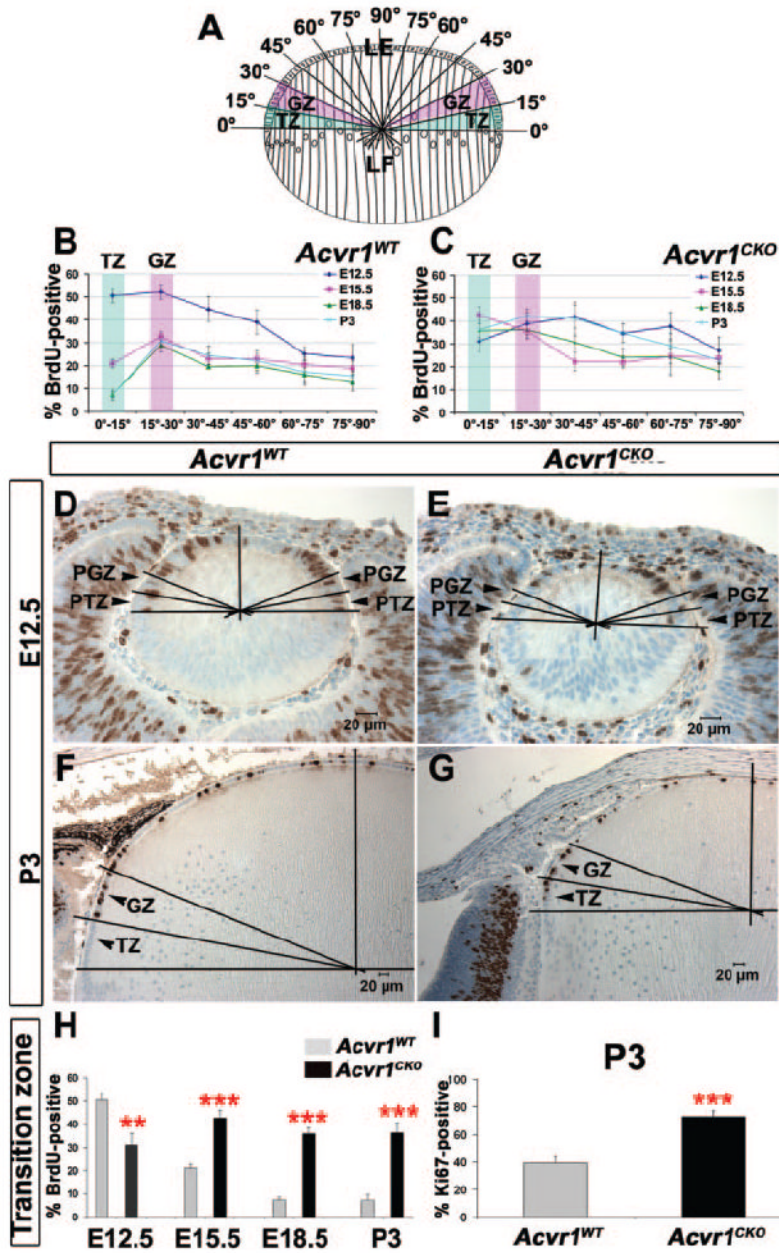 A
90°
75° 75°
60° 60°
45° 45°
30° 30°
15° 15°
0° 0°
LE
GZ GZ
TZ TZ
LF
B TZ GZ Acvr1WT
E12.5
E15.5
E18.5
P3
% BrdU-positive
60
50
40
30
20
10
0
0°-15° 15°-30° 30°-45° 45°-60° 60°-75° 75°-90°
C TZ GZ Acvr1CKO
E12.5
E15.5
E18.5
P3
% BrdU-positive
60
50
40
30
20
10
0
0°-15° 15°-30° 30°-45° 45°-60° 60°-75° 75°-90°
Acvr1WT Acvr1CKO
E12.5
D
PGZ PGZ
PTZ PTZ
20 µm
E
PGZ PGZ
PTZ PTZ
20 µm
P3
F
GZ
TZ
20 µm
G
GZ
TZ
20 µm
Transition zone
H
Acvr1WT
Acvr1CKO
% BrdU-positive
60
50
40
30
20
10
0
** *** *** ***
E12.5 E15.5 E18.5 P3
I
P3
% Ki67-positive
100
80
60
40
20
0
***
Acvr1WT Acvr1CKO